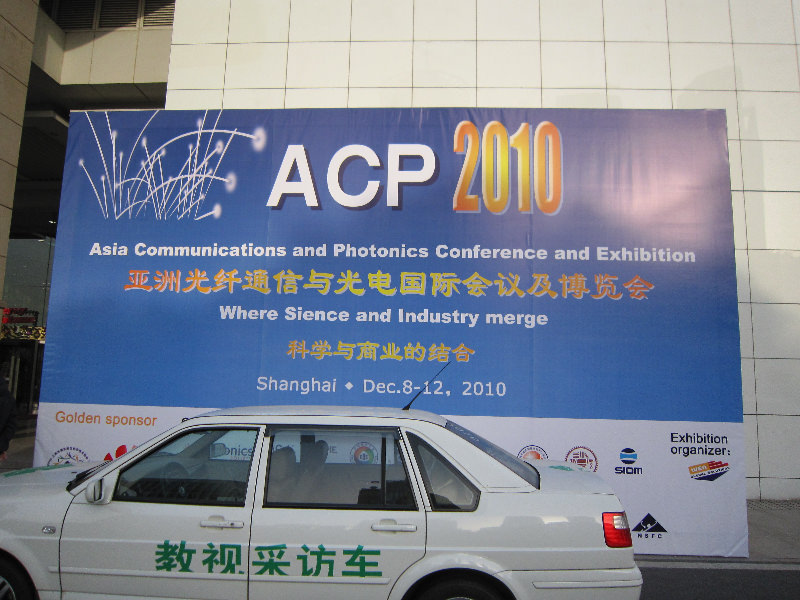 ACP 2010
Asia Communications and Photonics Conference and Exhibition
亚洲光纤通信与光电国际会议及博览会
Where Sience and Industry merge
科学与商业的结合
Shanghai ◆ Dec.8-12, 2010
Golden sponsor
Exhibition
organizer:
SIOM
NSFC
教视采访车